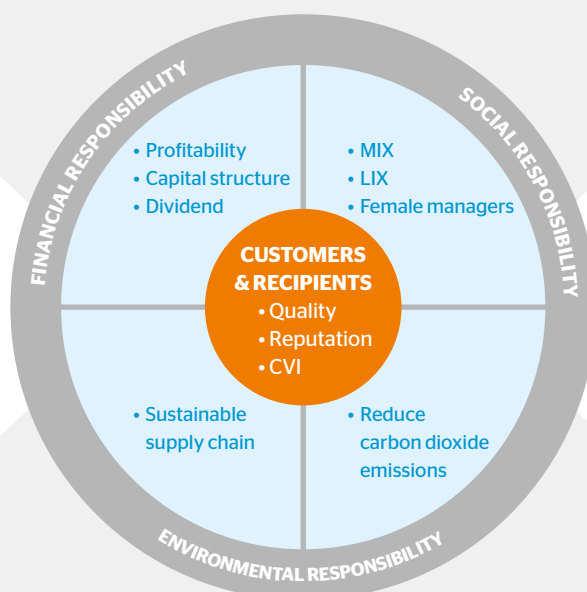 FINANCIAL RESPONSIBILITY
SOCIAL RESPONSIBILITY
• Profitability
• Capital structure
• Dividend
• MIX
• LIX
• Female managers
CUSTOMERS
& RECIPIENTS
• Quality
• Reputation
• CVI
• Sustainable
supply chain
• Reduce
carbon dioxide
emissions
ENVIRONMENTAL RESPONSIBILITY